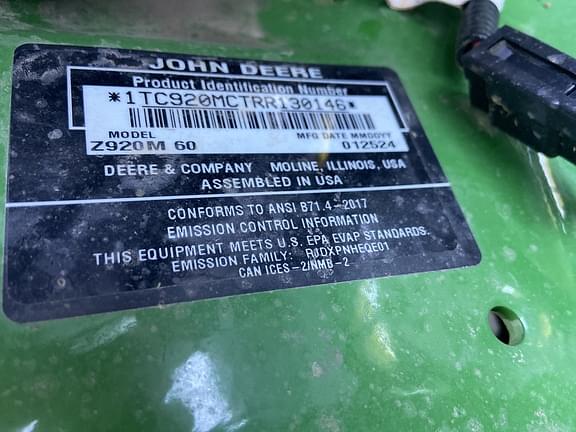 JOHN DEERE
Product Identification Number
*1TC920MCTRR130146*
MODEL MFG DATE MMDDYY
Z920M 60 012524
DEERE & COMPANY MOLINE, ILLINOIS, USA
ASSEMBLED IN USA
CONFORMS TO ANSI B71.4-2017
EMISSION CONTROL INFORMATION
THIS EQUIPMENT MEETS U.S. EPA EVAP STANDARDS.
EMISSION FAMILY: RJDXPNHEQE01
CAN ICES-2/NMB-2